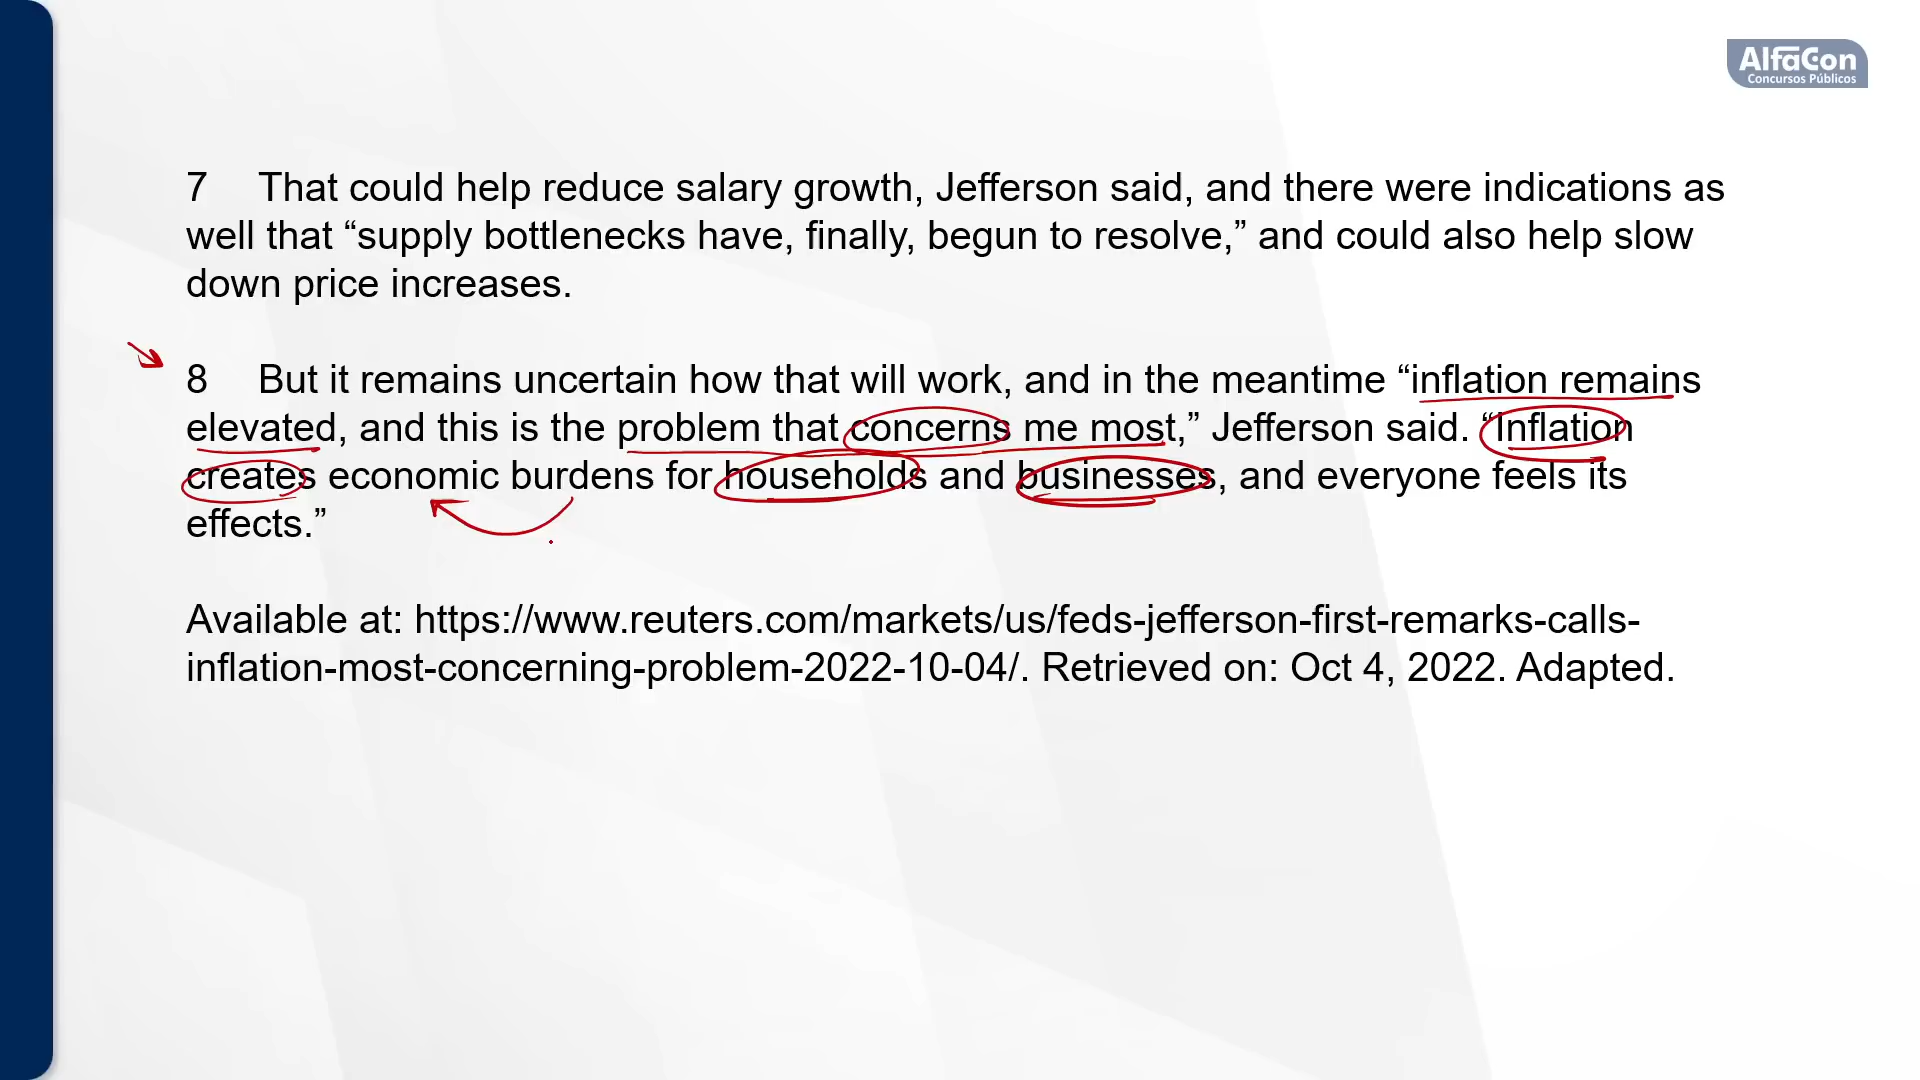 AlfaCon
Concursos Públicos
7 That could help reduce salary growth, Jefferson said, and there were indications as
well that “supply bottlenecks have, finally, begun to resolve,” and could also help slow
down price increases.
8 But it remains uncertain how that will work, and in the meantime “inflation remains
elevated, and this is the problem that concerns me most,” Jefferson said. “Inflation
creates economic burdens for households and businesses, and everyone feels its
effects.”
Available at: https://www.reuters.com/markets/us/feds-jefferson-first-remarks-calls-
inflation-most-concerning-problem-2022-10-04/. Retrieved on: Oct 4, 2022. Adapted.